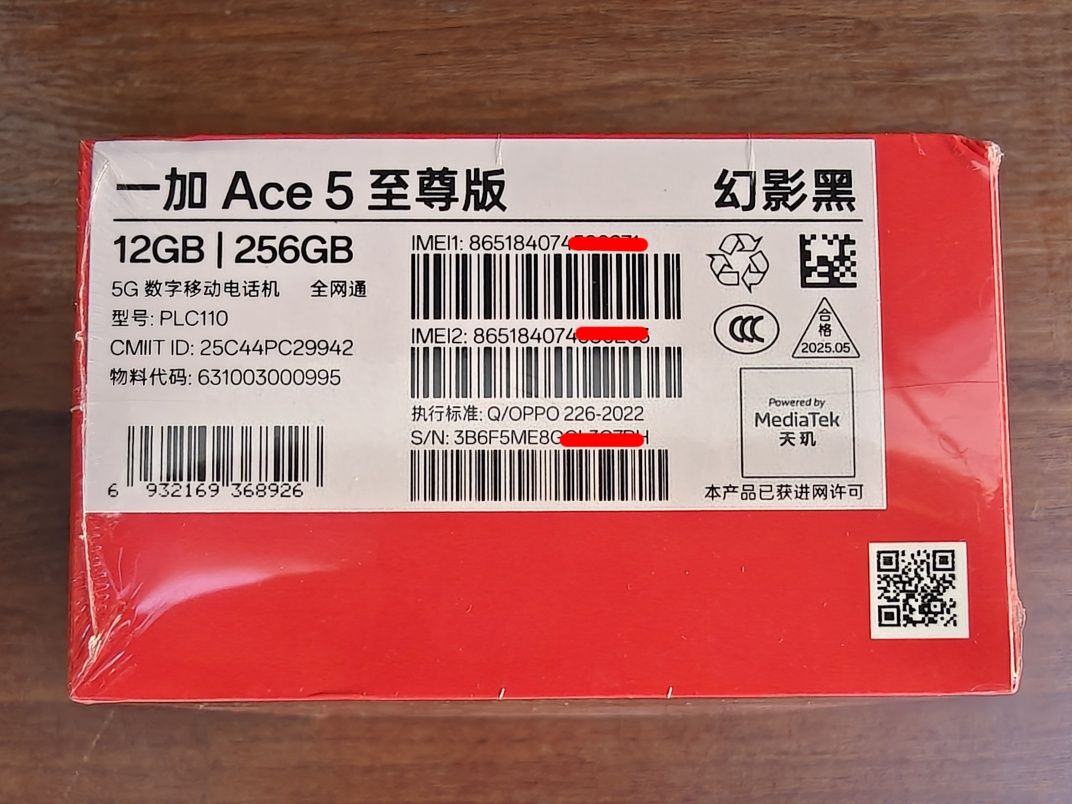 一加 Ace 5 至尊版
幻影黑
12GB | 256GB
5G 数字移动电话机 全网通
型号: PLC110
CMIIT ID: 25C44PC29942
物料代码: 631003000995
6 932169 368926
IMEI1: 865184074
IMEI2: 865184074
执行标准: Q/OPPO 226-2022
S/N: 3B6F5ME8G
合格
2025.05
Powered by
MediaTek
天玑
本产品已获进网许可